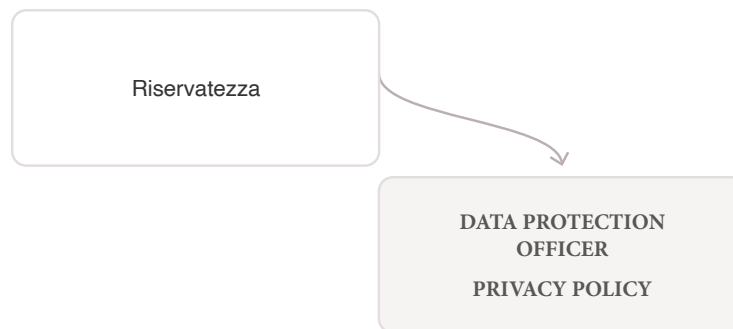 Riservatezza
DATA PROTECTION
OFFICER
PRIVACY POLICY